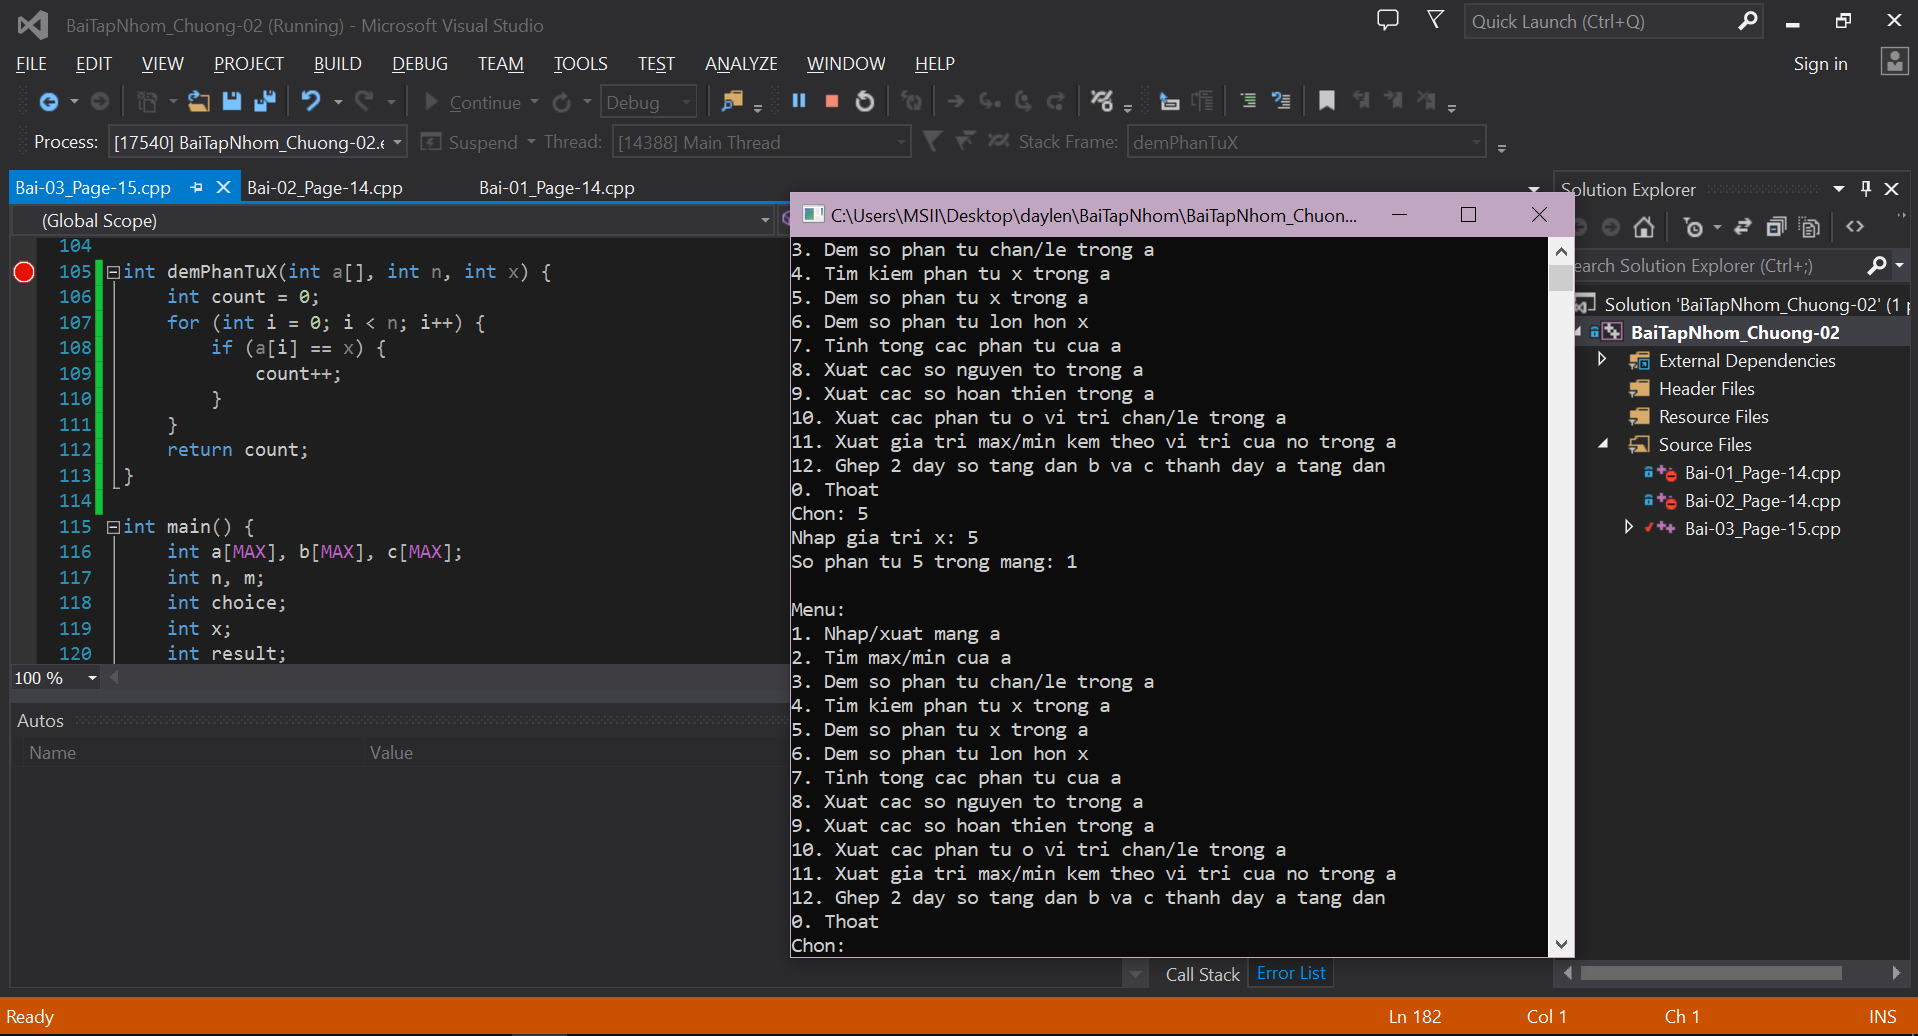 BaiTapNhom_Chuong-02 (Running) - Microsoft Visual Studio
Quick Launch (Ctrl+Q)
FILE EDIT VIEW PROJECT BUILD DEBUG TEAM TOOLS TEST ANALYZE WINDOW HELP
Sign in
Continue
Debug
Process: [17540] BaiTapNhom_Chuong-02.e
Suspend
Thread: [14388] Main Thread
Stack Frame: demPhanTuX
Bai-03_Page-15.cpp
Bai-02_Page-14.cpp
Bai-01_Page-14.cpp
(Global Scope)
104
105 int demPhanTuX(int a[], int n, int x) {
106 int count = 0;
107 for (int i = 0; i < n; i++) {
108 if (a[i] == x) {
109 count++;
110 }
111 }
112 return count;
113 }
114
115 int main() {
116 int a[MAX], b[MAX], c[MAX];
117 int n, m;
118 int choice;
119 int x;
120 int result;
100 %
Autos
Name Value
C:\Users\MSII\Desktop\daylen\BaiTapNhom\BaiTapNhom_Chuon...
3. Dem so phan tu chan/le trong a
4. Tim kiem phan tu x trong a
5. Dem so phan tu x trong a
6. Dem so phan tu lon hon x
7. Tinh tong cac phan tu cua a
8. Xuat cac so nguyen to trong a
9. Xuat cac so hoan thien trong a
10. Xuat cac phan tu o vi tri chan/le trong a
11. Xuat gia tri max/min kem theo vi tri cua no trong a
12. Ghep 2 day so tang dan b va c thanh day a tang dan
0. Thoat
Chon: 5
Nhap gia tri x: 5
So phan tu 5 trong mang: 1
Menu:
1. Nhap/xuat mang a
2. Tim max/min cua a
3. Dem so phan tu chan/le trong a
4. Tim kiem phan tu x trong a
5. Dem so phan tu x trong a
6. Dem so phan tu lon hon x
7. Tinh tong cac phan tu cua a
8. Xuat cac so nguyen to trong a
9. Xuat cac so hoan thien trong a
10. Xuat cac phan tu o vi tri chan/le trong a
11. Xuat gia tri max/min kem theo vi tri cua no trong a
12. Ghep 2 day so tang dan b va c thanh day a tang dan
0. Thoat
Chon:
Call Stack
Error List
Solution Explorer
earch Solution Explorer (Ctrl+;)
Solution 'BaiTapNhom_Chuong-02' (1 p
BaiTapNhom_Chuong-02
External Dependencies
Header Files
Resource Files
Source Files
Bai-01_Page-14.cpp
Bai-02_Page-14.cpp
Bai-03_Page-15.cpp
Ready
Ln 182
Col 1
Ch 1
INS